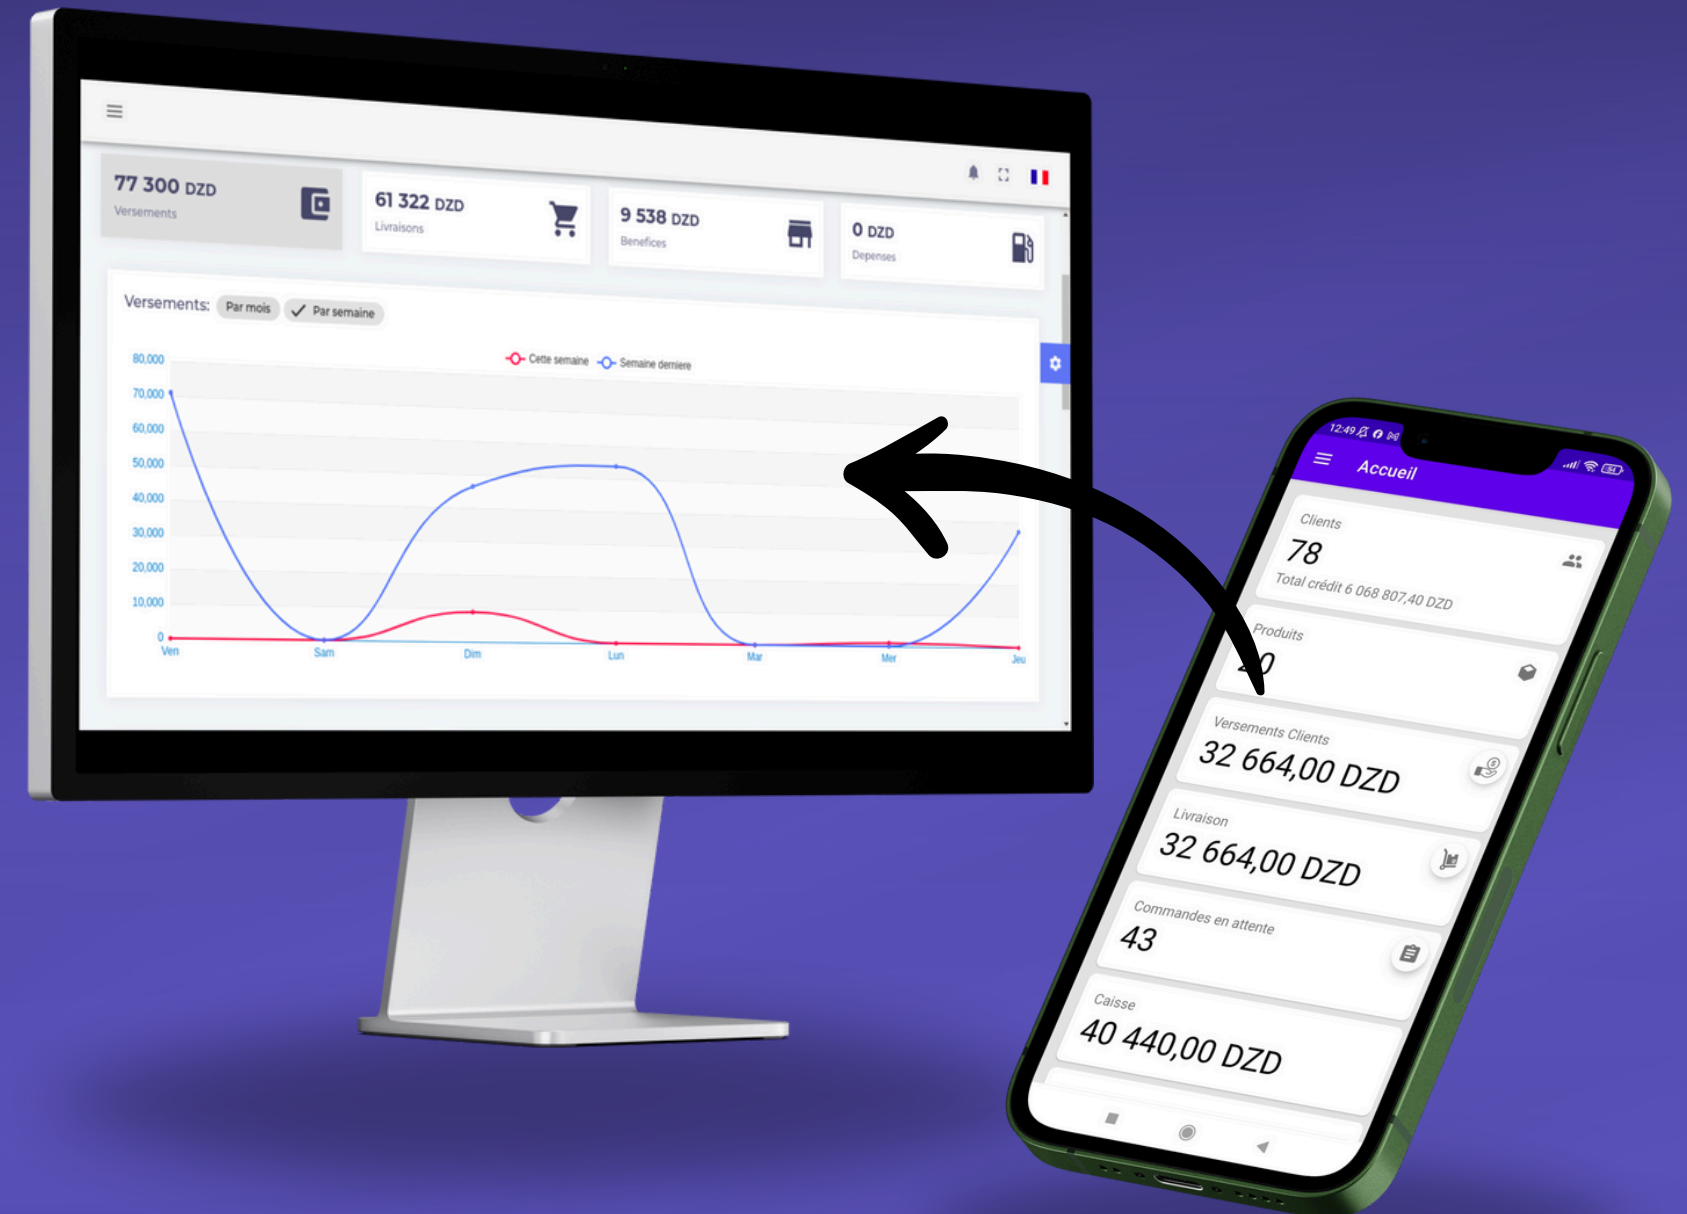 77 300 DZD
Versements
61 322 DZD
Livraisons
9 538 DZD
Benefices
0 DZD
Depenses
Versements: Par mois Par semaine
Cette semaine Semaine derniere
80,000
70,000
60,000
50,000
40,000
30,000
20,000
10,000
0
Ven Sam Dim Lun Mar Mer Jeu
12:49
Accueil
Clients
78
Total crédit 6 068 807,40 DZD
Produits
Versements Clients
32 664,00 DZD
Livraison
32 664,00 DZD
Commandes en attente
43
Caisse
40 440,00 DZD